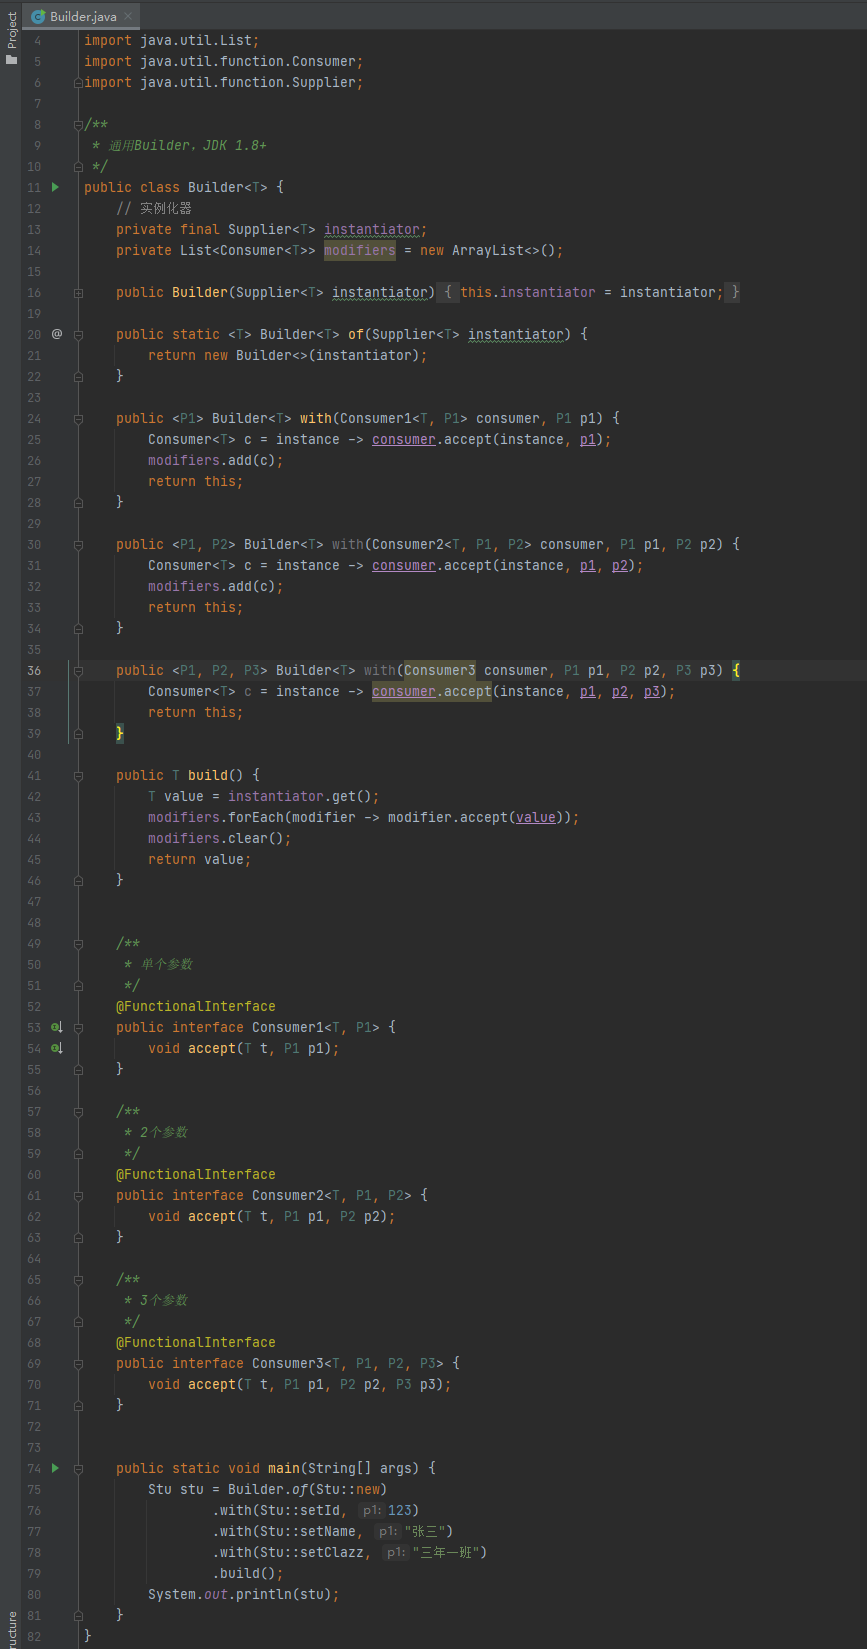 Project
Builder.java
4 import java.util.List;
5 import java.util.function.Consumer;
6 import java.util.function.Supplier;
7
8 /**
9  * 通用Builder，JDK 1.8+
10  */
11 public class Builder<T> {
12     // 实例化器
13     private final Supplier<T> instantiator;
14     private List<Consumer<T>> modifiers = new ArrayList<>();
15
16     public Builder(Supplier<T> instantiator) { this.instantiator = instantiator; }
19
20 @     public static <T> Builder<T> of(Supplier<T> instantiator) {
21         return new Builder<>(instantiator);
22     }
23
24     public <P1> Builder<T> with(Consumer1<T, P1> consumer, P1 p1) {
25         Consumer<T> c = instance -> consumer.accept(instance, p1);
26         modifiers.add(c);
27         return this;
28     }
29
30     public <P1, P2> Builder<T> with(Consumer2<T, P1, P2> consumer, P1 p1, P2 p2) {
31         Consumer<T> c = instance -> consumer.accept(instance, p1, p2);
32         modifiers.add(c);
33         return this;
34     }
35
36     public <P1, P2, P3> Builder<T> with(Consumer3 consumer, P1 p1, P2 p2, P3 p3) {
37         Consumer<T> c = instance -> consumer.accept(instance, p1, p2, p3);
38         return this;
39     }
40
41     public T build() {
42         T value = instantiator.get();
43         modifiers.forEach(modifier -> modifier.accept(value));
44         modifiers.clear();
45         return value;
46     }
47
48
49     /**
50      * 单个参数
51      */
52     @FunctionalInterface
53     public interface Consumer1<T, P1> {
54         void accept(T t, P1 p1);
55     }
56
57     /**
58      * 2个参数
59      */
60     @FunctionalInterface
61     public interface Consumer2<T, P1, P2> {
62         void accept(T t, P1 p1, P2 p2);
63     }
64
65     /**
66      * 3个参数
67      */
68     @FunctionalInterface
69     public interface Consumer3<T, P1, P2, P3> {
70         void accept(T t, P1 p1, P2 p2, P3 p3);
71     }
72
73
74     public static void main(String[] args) {
75         Stu stu = Builder.of(Stu::new)
76                 .with(Stu::setId, p1: 123)
77                 .with(Stu::setName, p1: "张三")
78                 .with(Stu::setClazz, p1: "三年一班")
79                 .build();
80         System.out.println(stu);
81     }
82 }
ructure